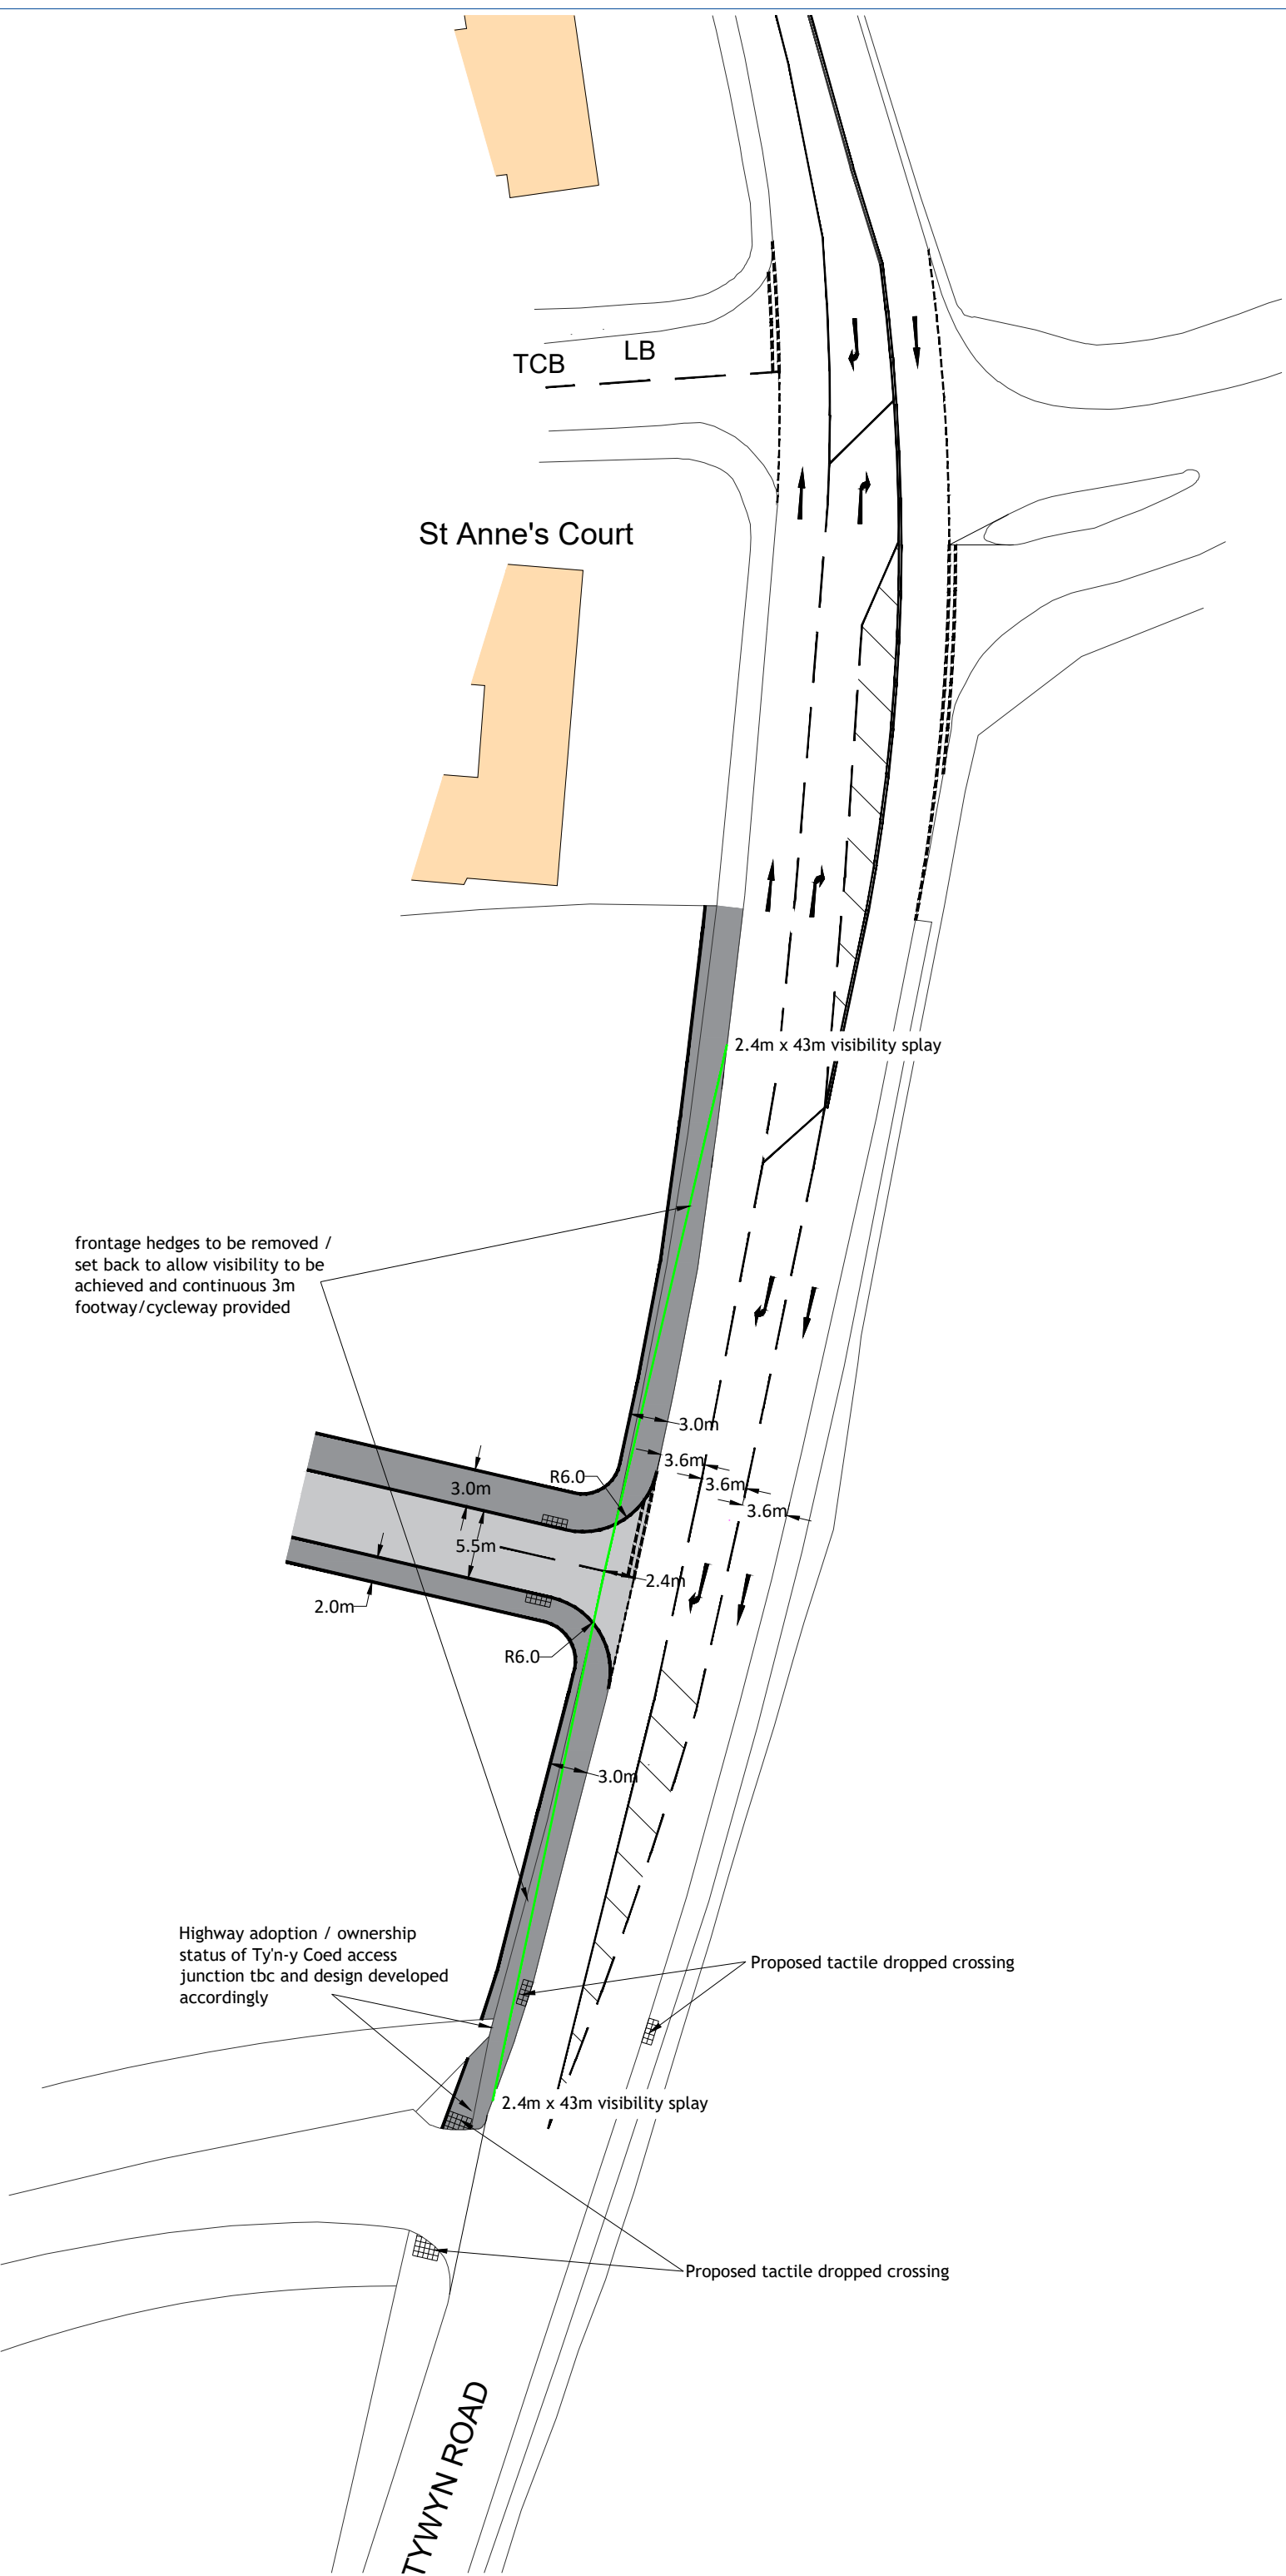 LB
TCB
St Anne's Court
2.4m x 43m visibility splay
frontage hedges to be removed /
set back to allow visibility to be
achieved and continuous 3m
footway/cycleway provided
3.0m
3.6m
R6.0
3.6m
3.0m
3.6m
5.5m
2.4m
2.0m
R6.0
3.0m
Highway adoption / ownership
status of Ty'n-y Coed access
junction tbc and design developed
accordingly
Proposed tactile dropped crossing
2.4m x 43m visibility splay
Proposed tactile dropped crossing
TYWYN ROAD